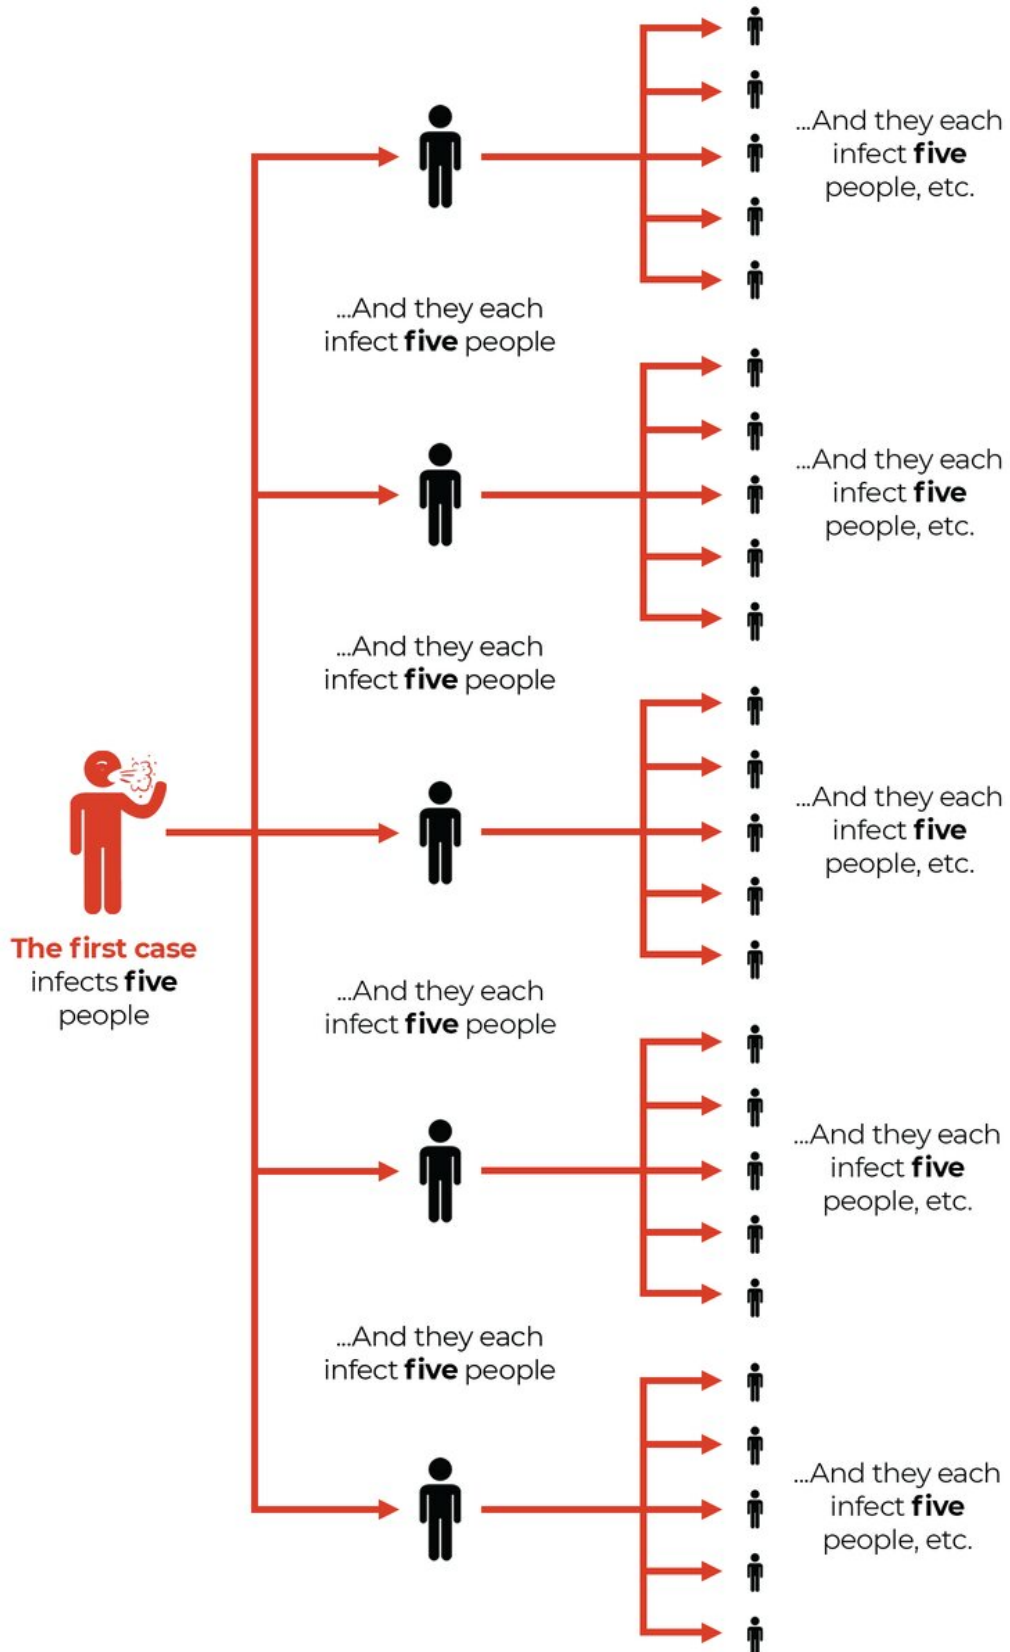 ...And they each
infect five
people, etc.
...And they each
infect five people
...And they each
infect five
people, etc.
...And they each
infect five people
...And they each
infect five
people, etc.
The first case
infects five
people
...And they each
infect five people
...And they each
infect five
people, etc.
...And they each
infect five people
...And they each
infect five
people, etc.